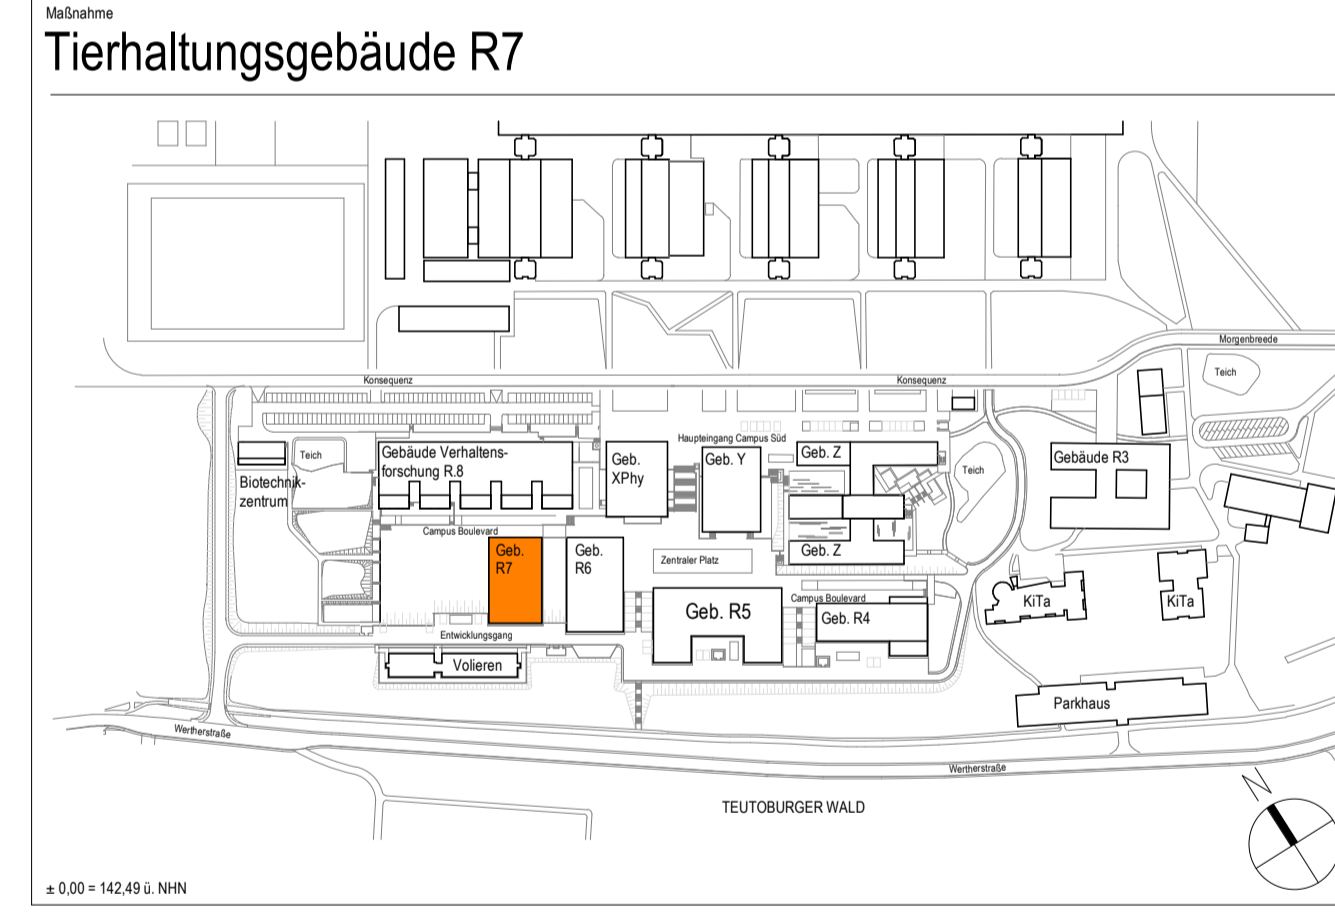 Maßnahme
Tierhaltungsgebäude R7
Morgenbreede
Konsequenz
Konsequenz
Teich
Haupteingang Campus Süd
Teich
Gebäude Verhaltens-
forschung R.8
Geb.
XPhy
Geb. Y
Geb. Z
Teich
Gebäude R3
Biotechnik-
zentrum
Campus Boulevard
Geb.
R7
Geb.
R6
Zentraler Platz
Geb. Z
Campus Boulevard
KiTa
KiTa
Geb. R5
Geb. R4
Entwicklungsgang
Volieren
Parkhaus
Wertherstraße
Wertherstraße
TEUTOBURGER WALD
N
± 0,00 = 142,49 ü. NHN